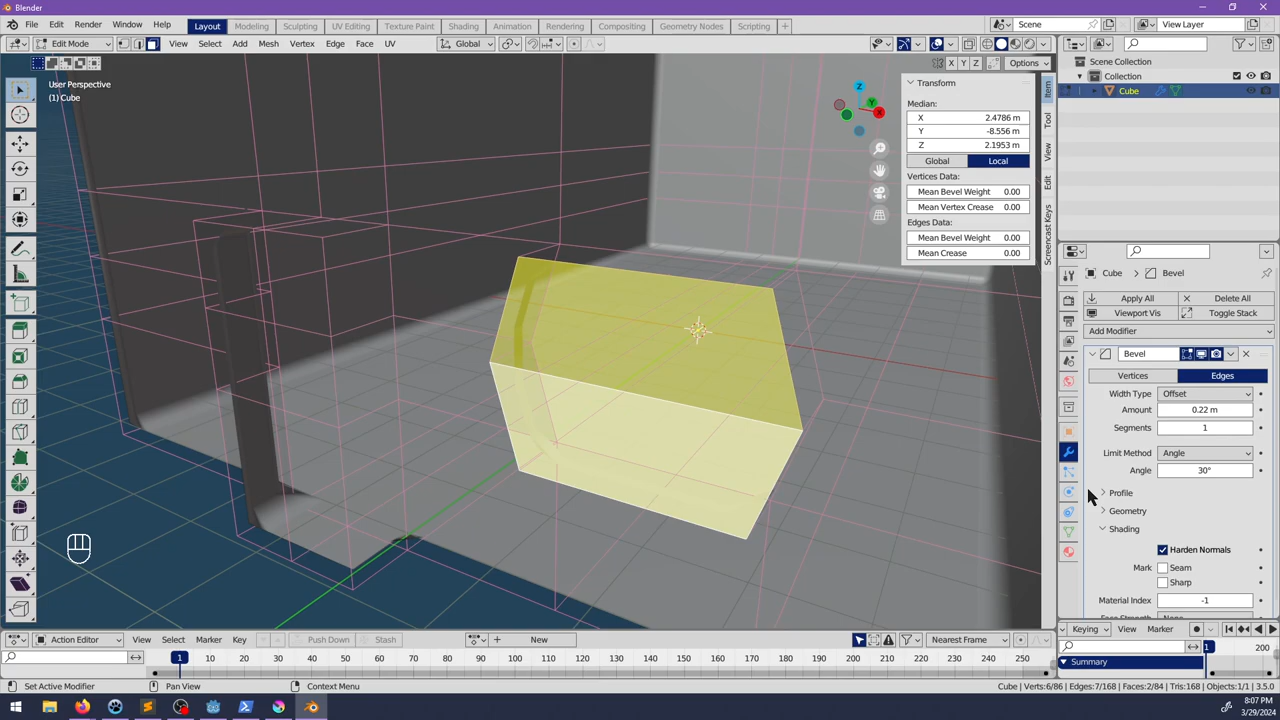 Blender
File Edit Render Window Help
Layout Modeling Sculpting UV Editing Texture Paint Shading Animation Rendering Compositing Geometry Nodes Scripting +
Scene
View Layer
Edit Mode View Select Add Mesh Vertex Edge Face UV Global
X Y Z Options
User Perspective
(1) Cube
Z
Y
X
Transform
Median:
X 2.4786 m
Y -8.556 m
Z 2.1953 m
Global Local
Vertices Data:
Mean Bevel Weight 0.00
Mean Vertex Crease 0.00
Edges Data:
Mean Bevel Weight 0.00
Mean Crease 0.00
Item
Tool
View
Edit
Screencast Keys
Scene Collection
Collection
Cube
Cube > Bevel
Apply All Delete All
Viewport Vis Toggle Stack
Add Modifier
Bevel
Vertices Edges
Width Type Offset
Amount 0.22 m
Segments 1
Limit Method Angle
Angle 30°
Profile
Geometry
Shading
Harden Normals
Mark Seam
Sharp
Material Index -1
Action Editor View Select Marker Key Push Down Stash New Nearest Frame
Keying View Marker
1 10 20 30 40 50 60 70 80 90 100 110 120 130 140 150 160 170 180 190 200 210 220 230 240 250
1 200
Summary
Set Active Modifier Pan View Context Menu
Cube | Verts:6/86 | Edges:7/168 | Faces:2/84 | Tris:168 | Objects:1/1 | 3.5.0
8:07 PM
3/29/2024